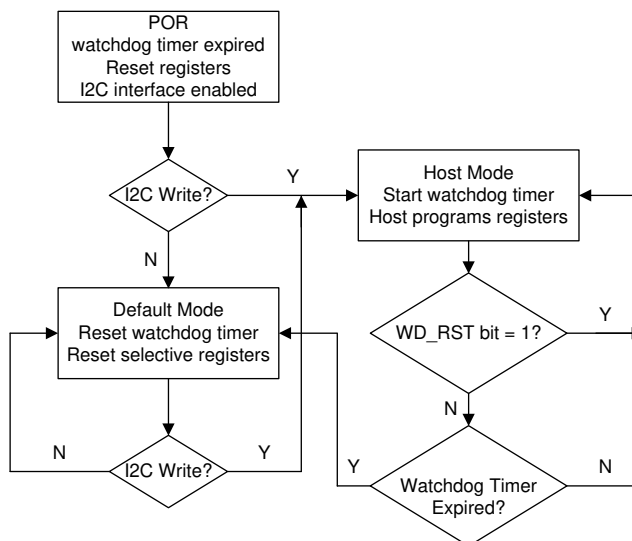 POR
watchdog timer expired
Reset registers
I2C interface enabled
I2C Write?
Y
N
Host Mode
Start watchdog timer
Host programs registers
Default Mode
Reset watchdog timer
Reset selective registers
WD_RST bit = 1?
Y
N
I2C Write?
N
Y
Watchdog Timer
Expired?
Y
N